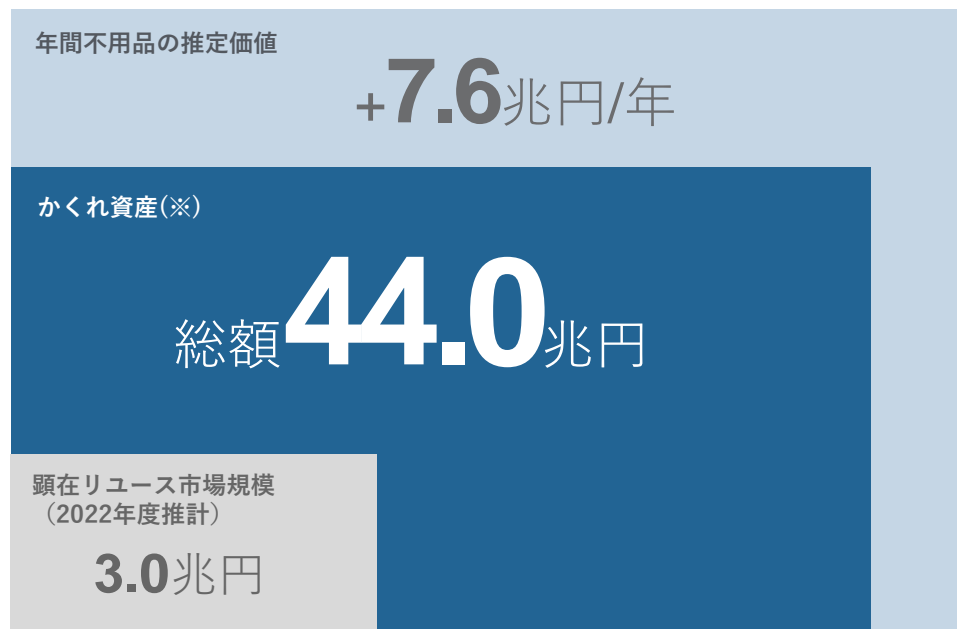 年間不用品の推定価値
+7.6兆円/年
かくれ資産(※)
総額44.0兆円
顕在リユース市場規模
（2022年度推計）
3.0兆円